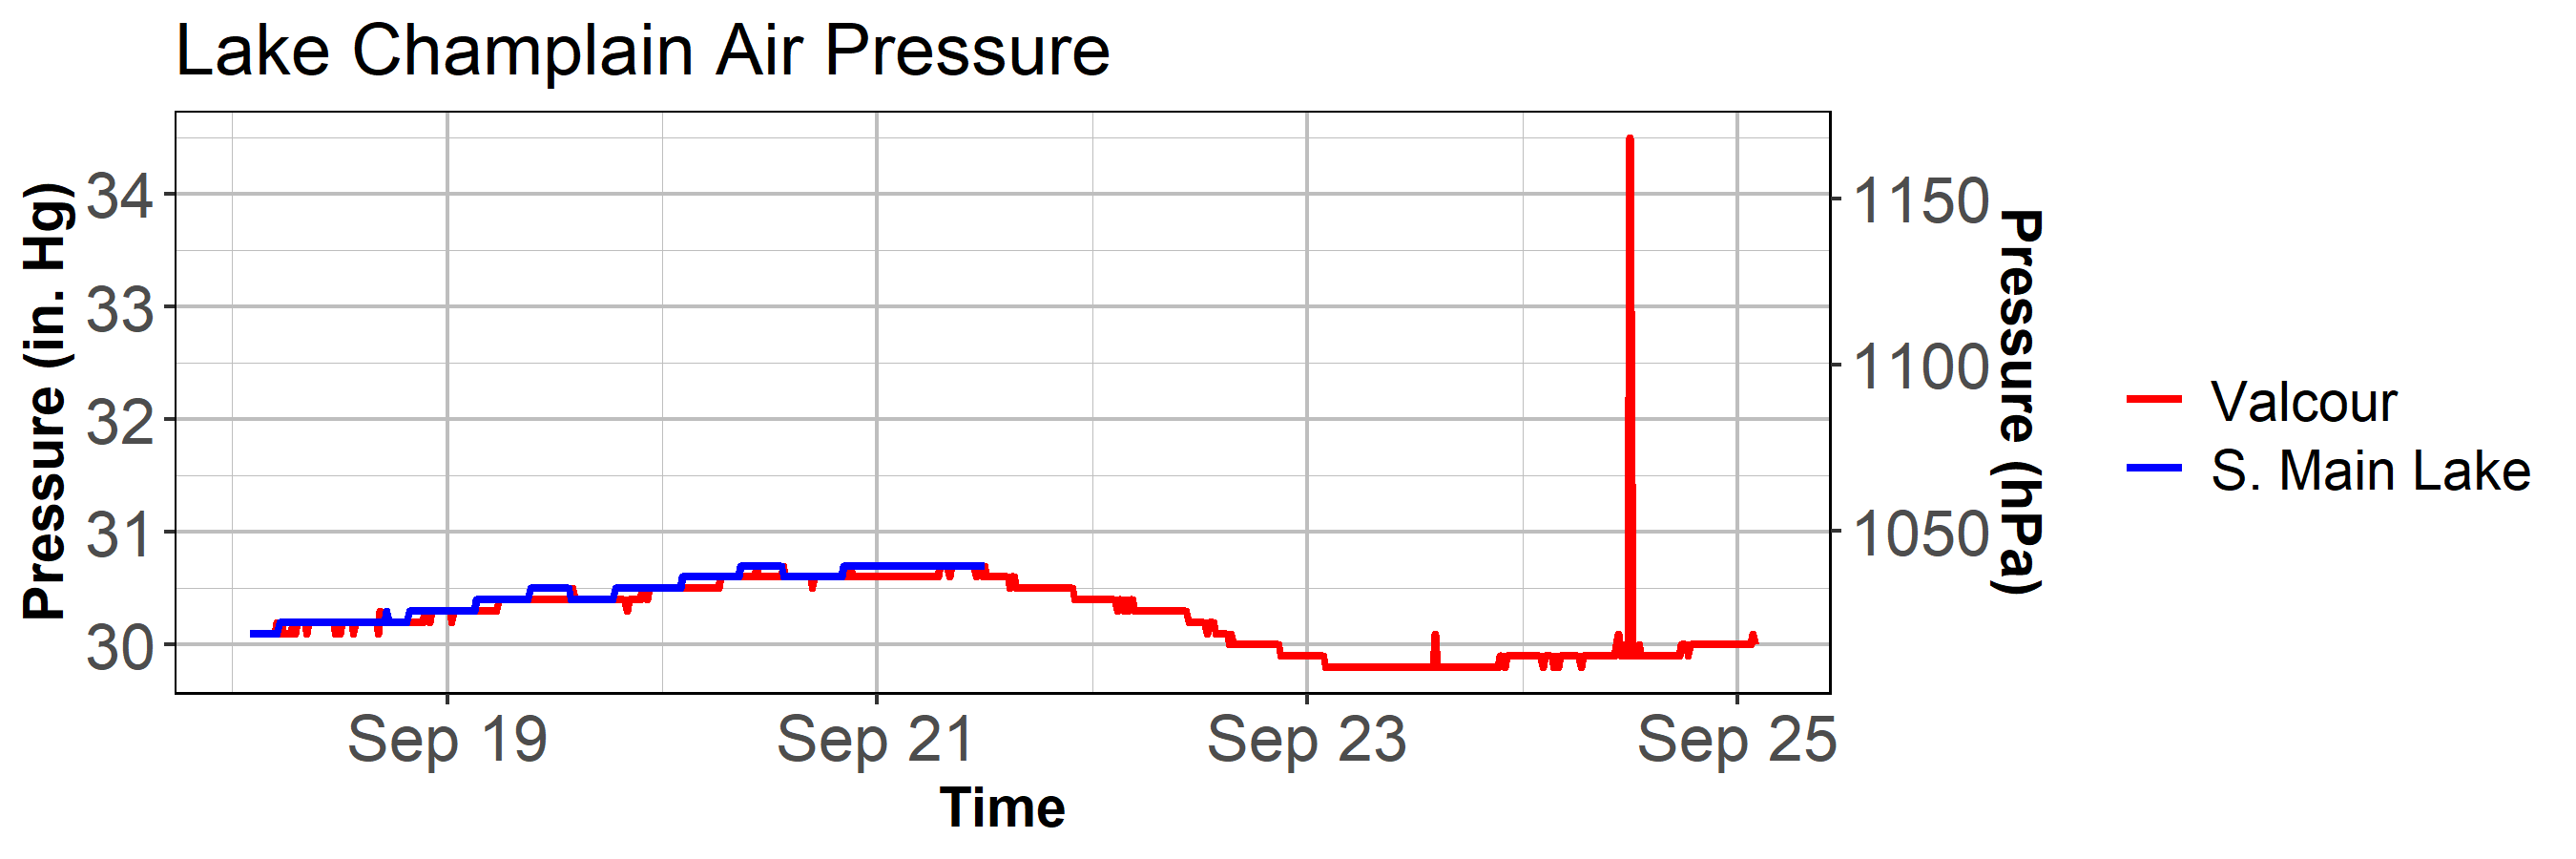 Lake Champlain Air Pressure
Pressure (in. Hg)
34
33
32
31
30
1150
1100
1050
Pressure (hPa)
Valcour
S. Main Lake
Sep 19
Sep 21
Sep 23
Sep 25
Time